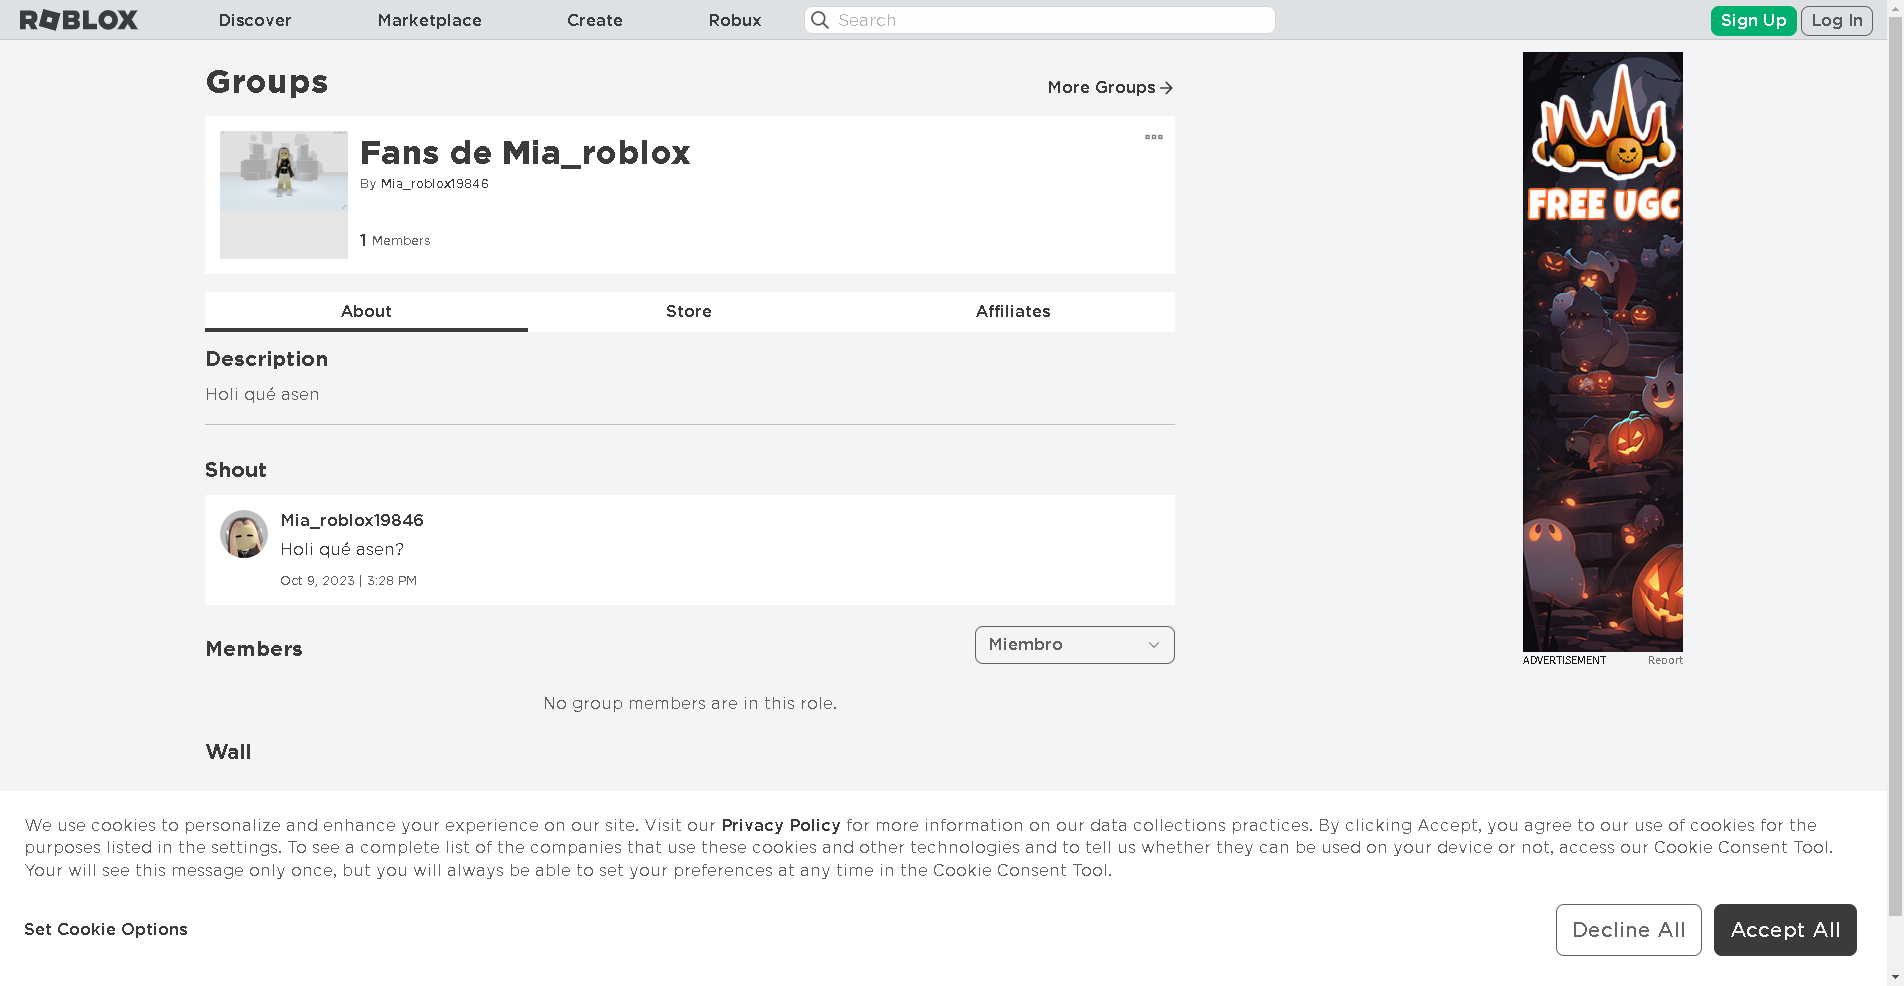 ROBLOX
Discover
Marketplace
Create
Robux
Search
Sign Up
Log In
Groups
More Groups
Fans de Mia_roblox
By Mia_roblox19846
1 Members
About
Store
Affiliates
Description
Holi qué asen
Shout
Mia_roblox19846
Holi qué asen?
Oct 9, 2023 | 3:28 PM
Members
Miembro
No group members are in this role.
Wall
FREE UGC
ADVERTISEMENT
Report
We use cookies to personalize and enhance your experience on our site. Visit our Privacy Policy for more information on our data collections practices. By clicking Accept, you agree to our use of cookies for the
purposes listed in the settings. To see a complete list of the companies that use these cookies and other technologies and to tell us whether they can be used on your device or not, access our Cookie Consent Tool.
Your will see this message only once, but you will always be able to set your preferences at any time in the Cookie Consent Tool.
Set Cookie Options
Decline All
Accept All